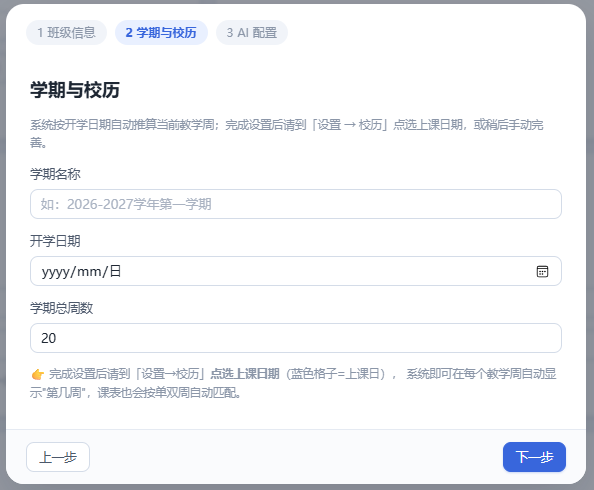 1 班级信息 2 学期与校历 3 AI 配置
学期与校历
系统按开学日期自动推算当前教学周；完成设置后请到「设置 → 校历」点选上课日期，或稍后手动完
善。
学期名称
如：2026-2027学年第一学期
开学日期
yyyy/mm/日
学期总周数
20
👉 完成设置后请到「设置→校历」点选上课日期（蓝色格子=上课日）， 系统即可在每个教学周自动显
示"第几周"，课表也会按单双周自动匹配。
上一步 下一步